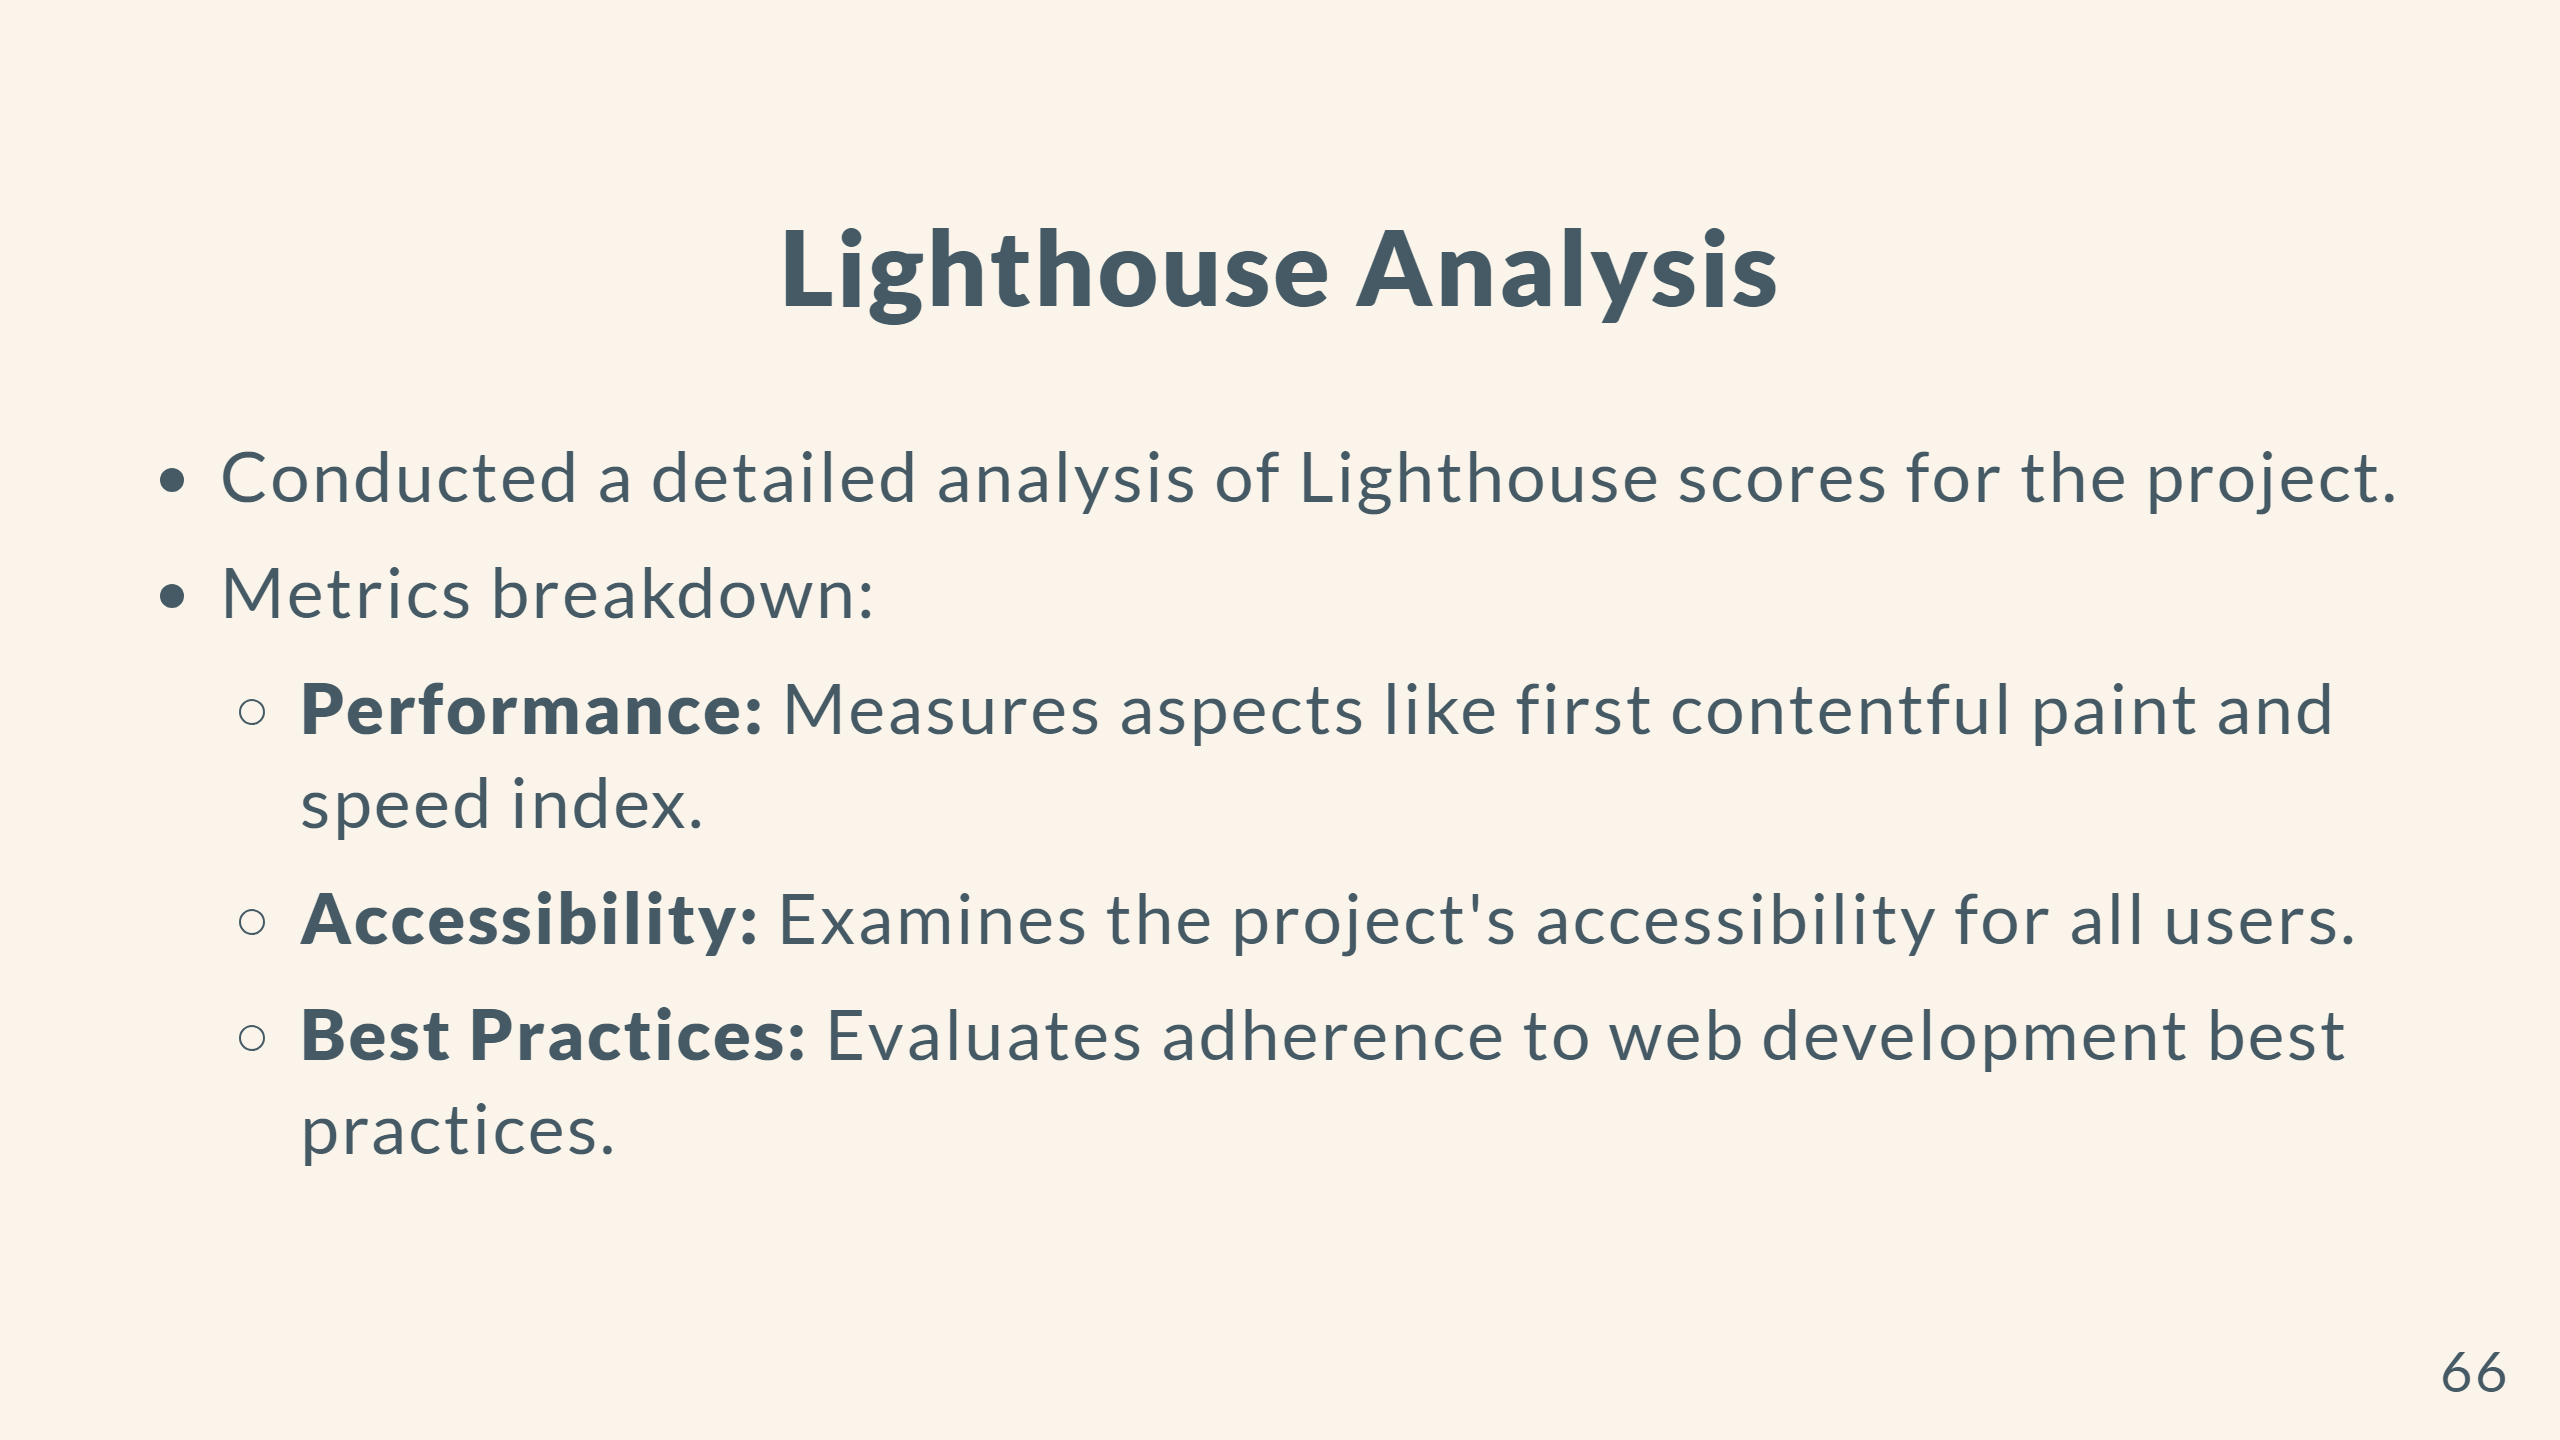 Lighthouse Analysis
• Conducted a detailed analysis of Lighthouse scores for the project.
• Metrics breakdown:
○ Performance: Measures aspects like first contentful paint and
speed index.
○ Accessibility: Examines the project's accessibility for all users.
○ Best Practices: Evaluates adherence to web development best
practices.
66